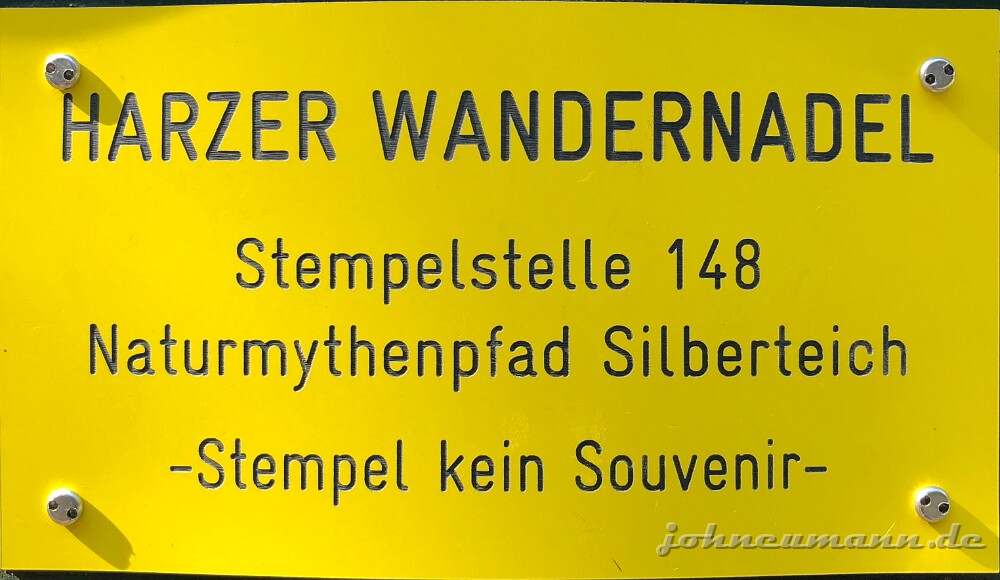 HARZER WANDERNADEL
Stempelstelle 148
Naturmythenpfad Silberteich
-Stempel kein Souvenir-
johneumann.de